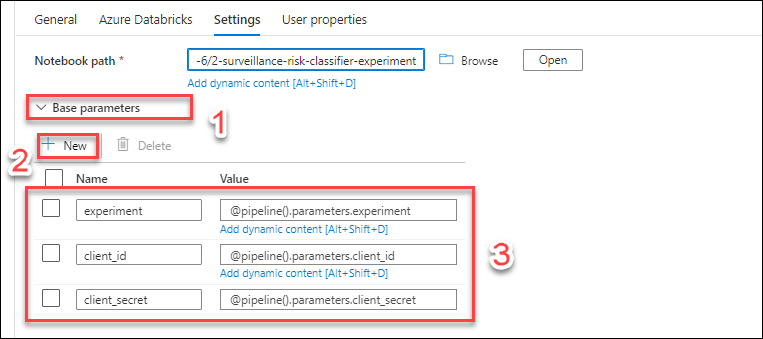 General Azure Databricks Settings User properties
Notebook path * -6/2-surveillance-risk-classifier-experiment Browse Open
Add dynamic content [Alt+Shift+D]
Base parameters
1
2
New Delete
Name Value
experiment @pipeline().parameters.experiment
Add dynamic content [Alt+Shift+D]
client_id @pipeline().parameters.client_id
Add dynamic content [Alt+Shift+D]
3
client_secret @pipeline().parameters.client_secret